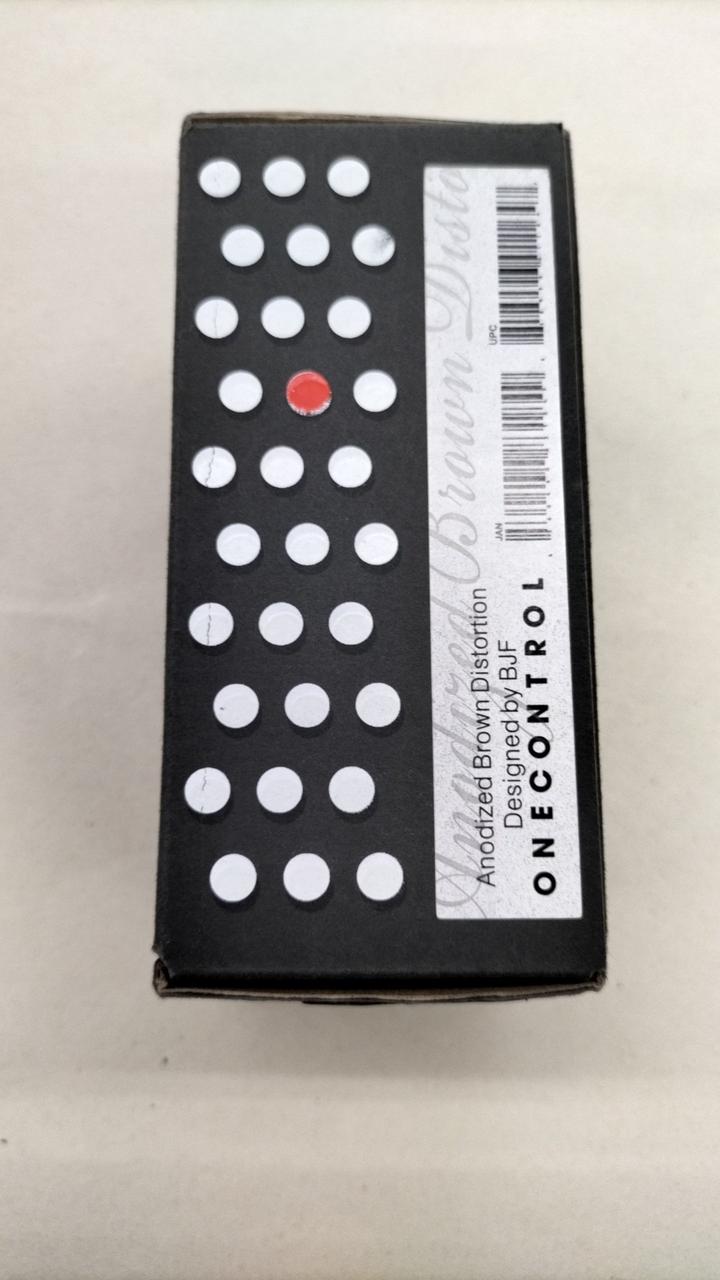 Anodized Brown Disto
Anodized Brown Distortion
Designed by BJF
ONECONTROL
JAN
UPC